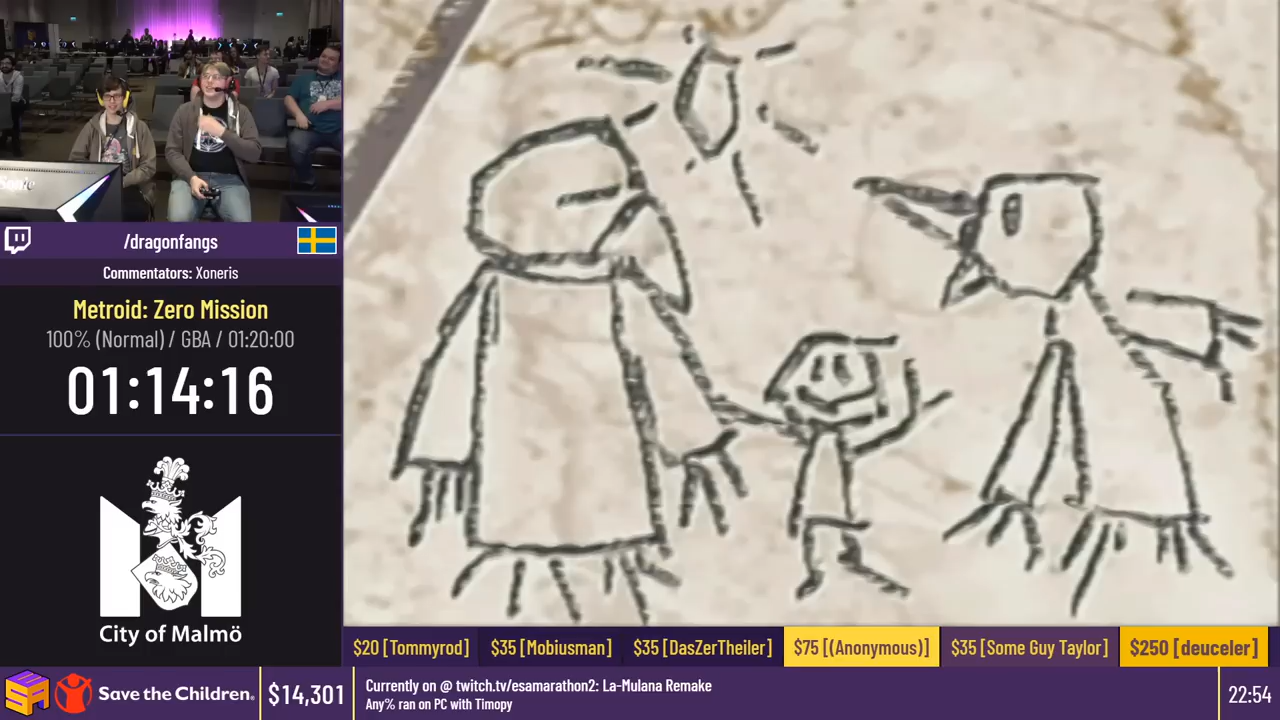 /dragonfangs
Commentators: Xoneris
Metroid: Zero Mission
100% (Normal) / GBA / 01:20:00
01:14:16
City of Malmö
$20 [Tommyrod] $35 [Mobiusman] $35 [DasZerTheiler] $75 [(Anonymous)] $35 [Some Guy Taylor] $250 [deuceler]
Save the Children. $14,301
Currently on @ twitch.tv/esamarathon2: La-Mulana Remake
Any% ran on PC with Timopy
22:54